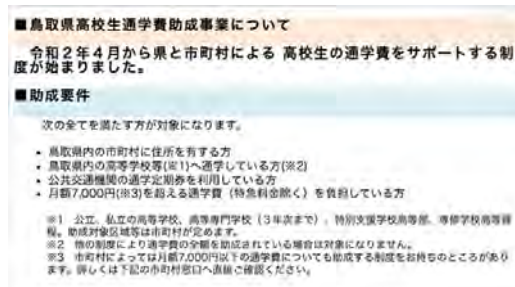 ■鳥取県高校生通学費助成事業について
令和2年4月から県と市町村による 高校生の通学費をサポートする制
度が始まりました。
■助成要件
次の全てを満たす方が対象になります。
• 鳥取県内の市町村に住所を有する方
• 鳥取県内の高等学校等(※1)へ通学している方(※2)
• 公共交通機関の通学定期券を利用している方
• 月額7,000円(※3)を超える通学費(特急料金除く)を負担している方
※1 公立、私立の高等学校、高等専門学校(3年次まで)、特別支援学校高等部、専修学校高等課
程。助成対象区域等は市町村が定めます。
※2 他の制度により通学費の全額を助成されている場合は対象になりません。
※3 市町村によっては月額7,000円以下の通学費についても助成する制度をお持ちのところがあり
ます。詳しくは下記の市町村窓口へ直接ご確認ください。